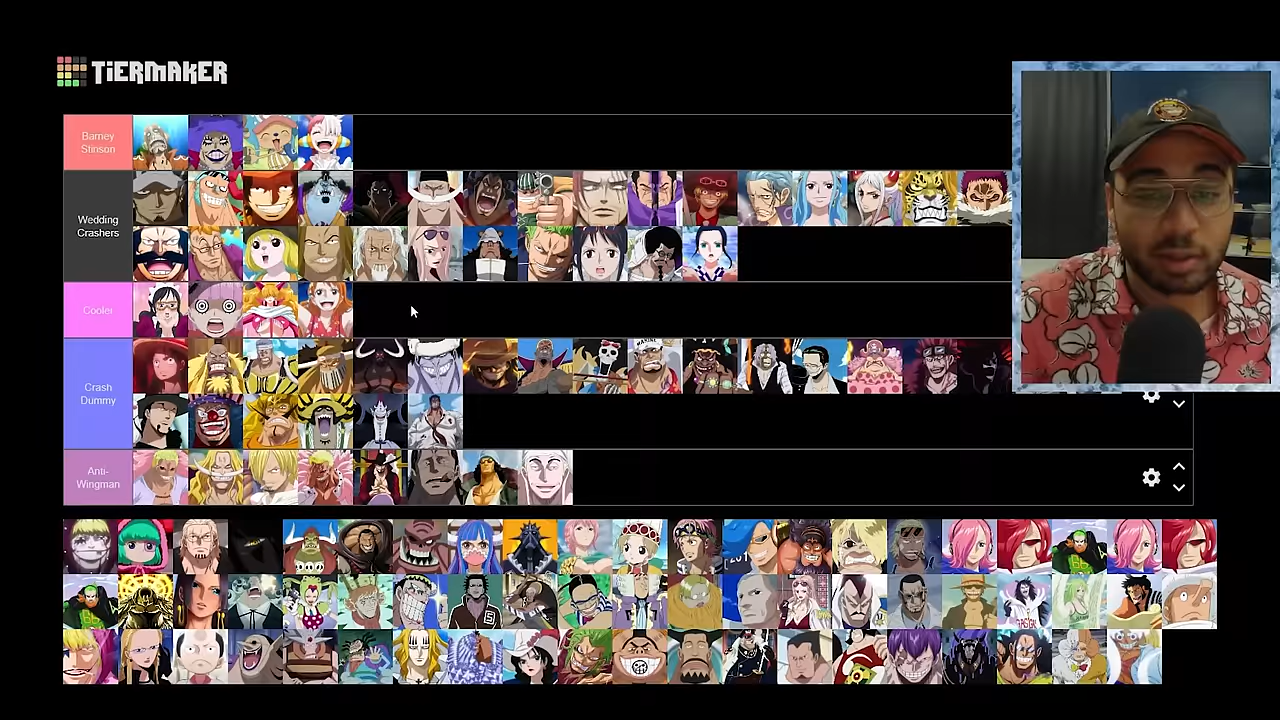 TIERMAKER
Barney
Stinson
Wedding
Crashers
Cooler
Crash
Dummy
Anti-
Wingman